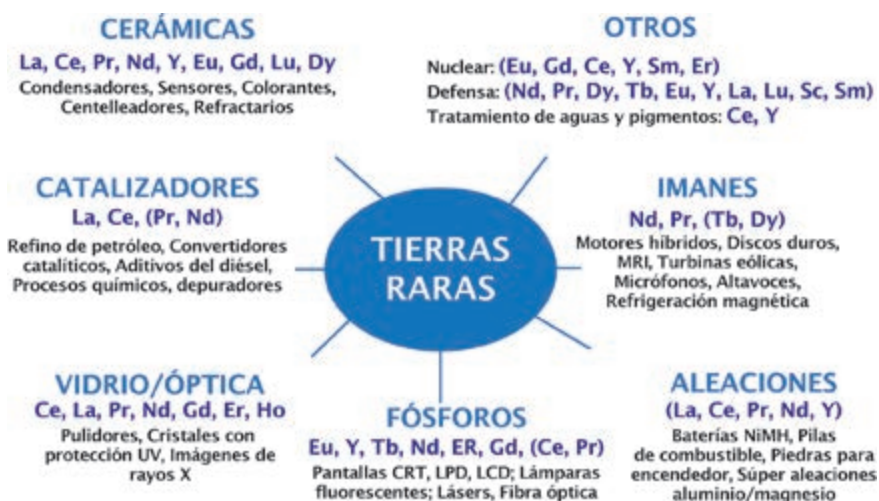 CERÁMICAS
La, Ce, Pr, Nd, Y, Eu, Gd, Lu, Dy
Condensadores, Sensores, Colorantes,
Centelleadores, Refractarios
OTROS
Nuclear: (Eu, Gd, Ce, Y, Sm, Er)
Defensa: (Nd, Pr, Dy, Tb, Eu, Y, La, Lu, Sc, Sm)
Tratamiento de aguas y pigmentos: Ce, Y
CATALIZADORES
La, Ce, (Pr, Nd)
Refino de petróleo, Convertidores
catalíticos, Aditivos del diésel,
Procesos químicos, depuradores
TIERRAS
RARAS
IMANES
Nd, Pr, (Tb, Dy)
Motores híbridos, Discos duros,
MRI, Turbinas eólicas,
Micrófonos, Altavoces,
Refrigeración magnética
VIDRIO/ÓPTICA
Ce, La, Pr, Nd, Gd, Er, Ho
Pulidores, Cristales con
protección UV, Imágenes de
rayos X
FÓSFOROS
Eu, Y, Tb, Nd, ER, Gd, (Ce, Pr)
Pantallas CRT, LPD, LCD; Lámparas
fluorescentes; Lásers, Fibra óptica
ALEACIONES
(La, Ce, Pr, Nd, Y)
Baterías NiMH, Pilas
de combustible, Piedras para
encendedor, Súper aleaciones
aluminio/magnesio